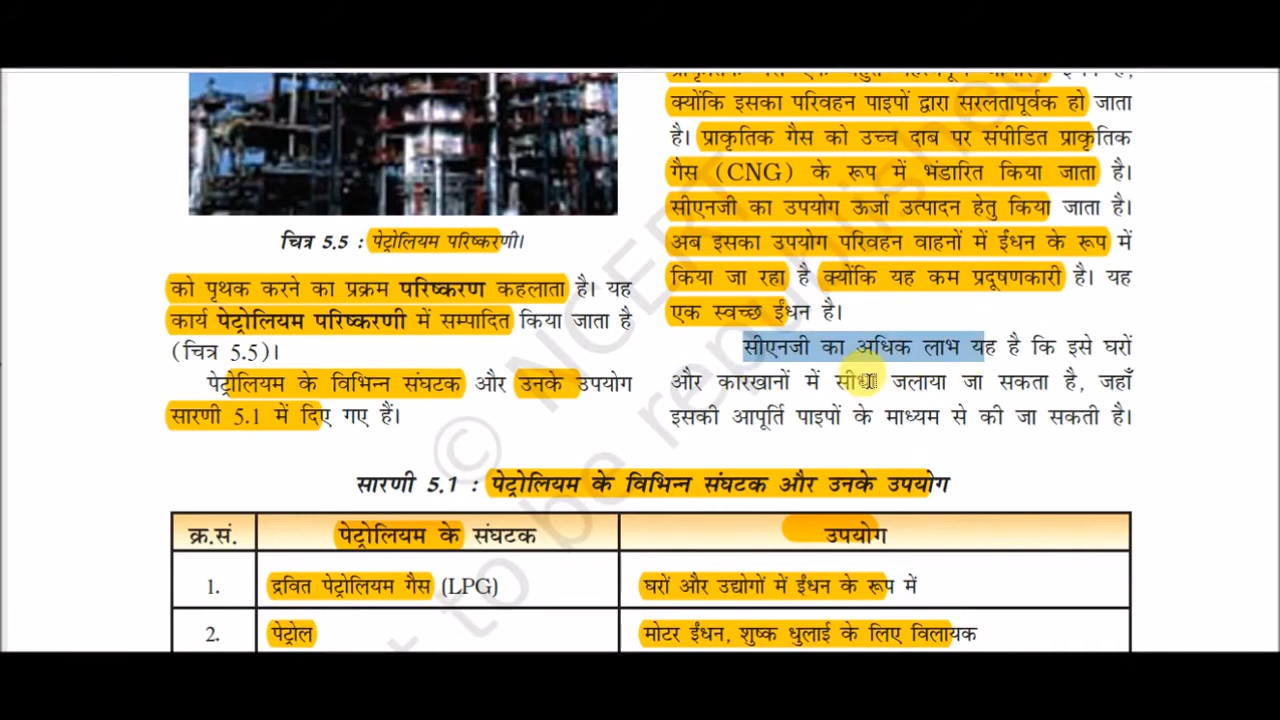 चित्र 5.5 : पेट्रोलियम परिष्करणी।
को पृथक करने का प्रक्रम परिष्करण कहलाता है। यह
कार्य पेट्रोलियम परिष्करणी में सम्पादित किया जाता है
(चित्र 5.5)।
पेट्रोलियम के विभिन्न संघटक और उनके उपयोग
सारणी 5.1 में दिए गए हैं।
क्योंकि इसका परिवहन पाइपों द्वारा सरलतापूर्वक हो जाता
है। प्राकृतिक गैस को उच्च दाब पर संपीडित प्राकृतिक
गैस (CNG) के रूप में भंडारित किया जाता है।
सीएनजी का उपयोग ऊर्जा उत्पादन हेतु किया जाता है।
अब इसका उपयोग परिवहन वाहनों में ईंधन के रूप में
किया जा रहा है क्योंकि यह कम प्रदूषणकारी है। यह
एक स्वच्छ ईंधन है।
सीएनजी का अधिक लाभ यह है कि इसे घरों
और कारखानों में सीधा जलाया जा सकता है, जहाँ
इसकी आपूर्ति पाइपों के माध्यम से की जा सकती है।
सारणी 5.1 : पेट्रोलियम के विभिन्न संघटक और उनके उपयोग
क्र.सं. पेट्रोलियम के संघटक उपयोग
1. द्रवित पेट्रोलियम गैस (LPG) घरों और उद्योगों में ईंधन के रूप में
2. पेट्रोल मोटर ईंधन, शुष्क धुलाई के लिए विलायक
© NCERT
to be republished